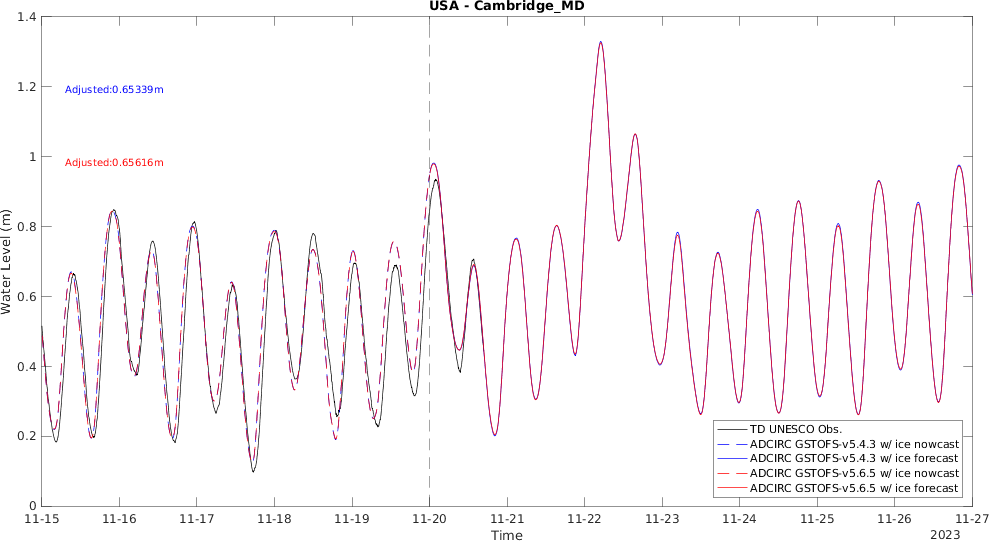 USA - Cambridge_MD
Water Level (m)
1.4
1.2
1
0.8
0.6
0.4
0.2
0
Adjusted:0.65339m
Adjusted:0.65616m
TD UNESCO Obs.
ADCIRC GSTOFS-v5.4.3 w/ ice nowcast
ADCIRC GSTOFS-v5.4.3 w/ ice forecast
ADCIRC GSTOFS-v5.6.5 w/ ice nowcast
ADCIRC GSTOFS-v5.6.5 w/ ice forecast
11-15 11-16 11-17 11-18 11-19 11-20 11-21 11-22 11-23 11-24 11-25 11-26 11-27
Time
2023